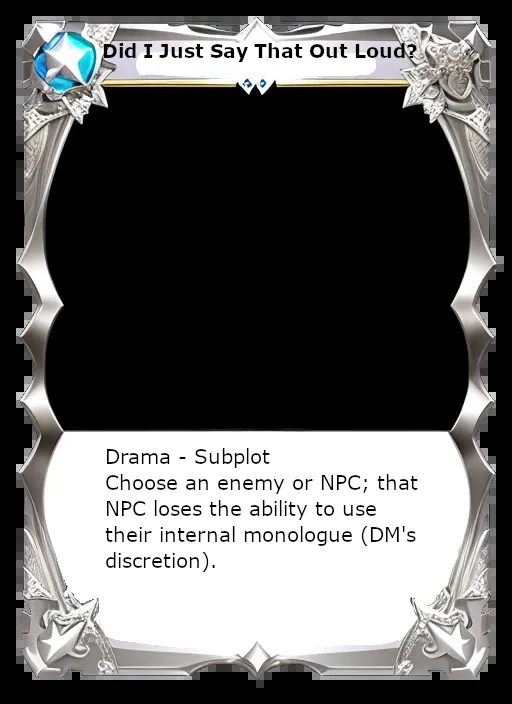 Did I Just Say That Out Loud?
Drama - Subplot
Choose an enemy or NPC; that
NPC loses the ability to use
their internal monologue (DM's
discretion).